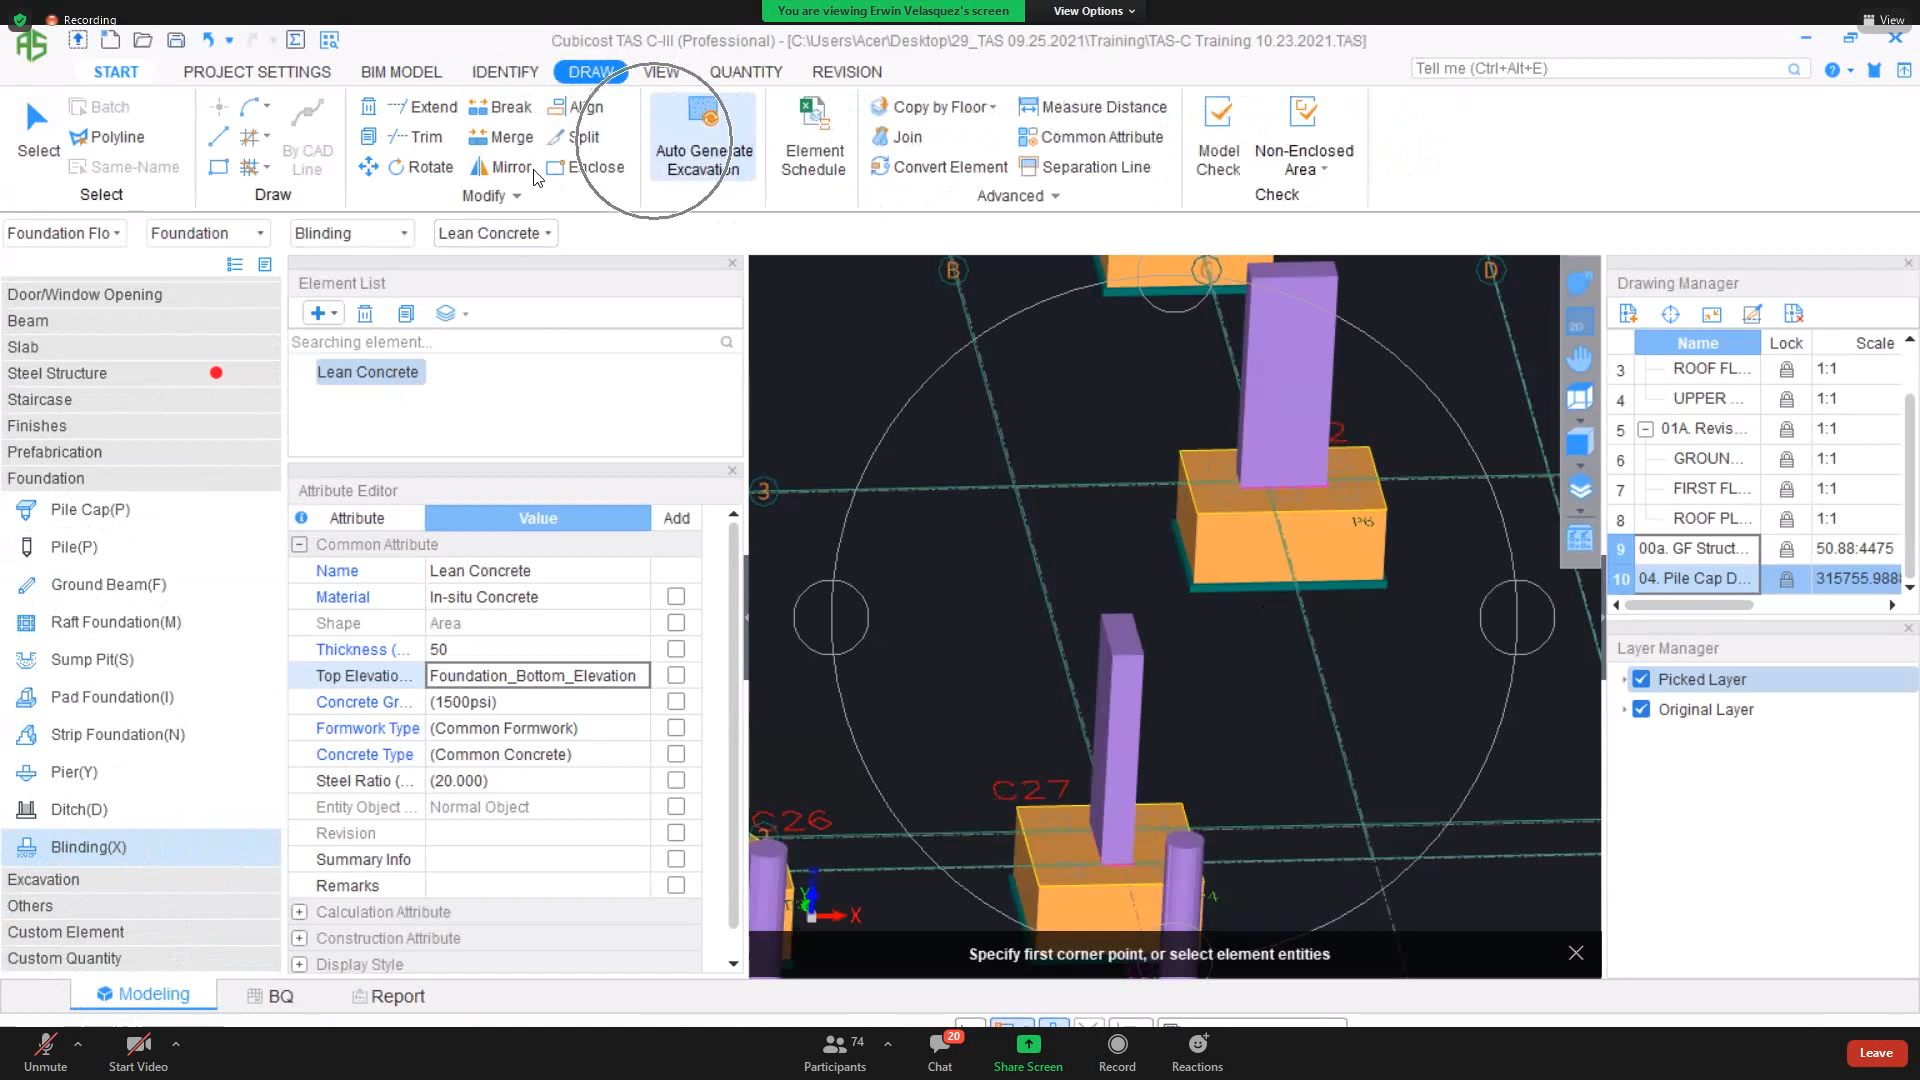 Recording
You are viewing Erwin Velasquez's screen
View Options
View
Cubicost TAS C-III (Professional) - [C:\Users\Acer\Desktop\29_TAS 09.25.2021\Training\TAS-C Training 10.23.2021.TAS]
START
PROJECT SETTINGS
BIM MODEL
IDENTIFY
DRAW
VIEW
QUANTITY
REVISION
Tell me (Ctrl+Alt+E)
Select
Batch
Polyline
Same-Name
Select
By CAD
Line
Draw
Extend
Break
Align
Trim
Merge
Split
Rotate
Mirror
Enclose
Modify
Auto Generate
Excavation
Element
Schedule
Copy by Floor
Measure Distance
Join
Common Attribute
Convert Element
Separation Line
Advanced
Model
Check
Non-Enclosed
Area
Check
Foundation Flo
Foundation
Blinding
Lean Concrete
Door/Window Opening
Beam
Slab
Steel Structure
Staircase
Finishes
Prefabrication
Foundation
Pile Cap(P)
Pile(P)
Ground Beam(F)
Raft Foundation(M)
Sump Pit(S)
Pad Foundation(I)
Strip Foundation(N)
Pier(Y)
Ditch(D)
Blinding(X)
Excavation
Others
Custom Element
Custom Quantity
Element List
Searching element...
Lean Concrete
Attribute Editor
Attribute
Value
Add
Common Attribute
Name
Lean Concrete
Material
In-situ Concrete
Shape
Area
Thickness (...
50
Top Elevatio...
Foundation_Bottom_Elevation
Concrete Gr...
(1500psi)
Formwork Type
(Common Formwork)
Concrete Type
(Common Concrete)
Steel Ratio (...
(20.000)
Entity Object ...
Normal Object
Revision
Summary Info
Remarks
Calculation Attribute
Construction Attribute
Display Style
B
C
D
2
3
P6
C27
C26
2
X
Y
2D
Specify first corner point, or select element entities
Drawing Manager
Name
Lock
Scale
3
ROOF FL...
1:1
4
UPPER ...
1:1
5
01A. Revis...
1:1
6
GROUN...
1:1
7
FIRST FL...
1:1
8
ROOF PL...
1:1
9
00a. GF Struct...
50.88:4475
10
04. Pile Cap D...
315755.988
Layer Manager
Picked Layer
Original Layer
Modeling
BQ
Report
Unmute
Start Video
74
Participants
20
Chat
Share Screen
Record
Reactions
Leave